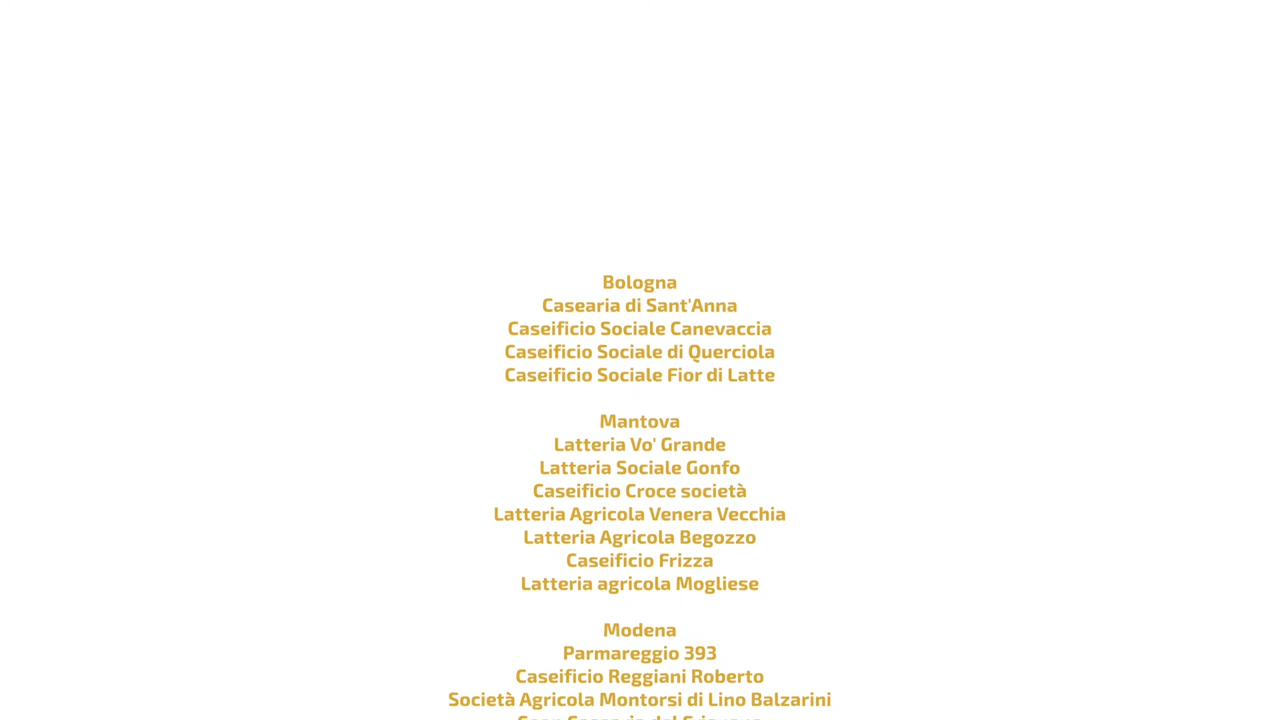 Bologna
Casearia di Sant'Anna
Caseificio Sociale Canevaccia
Caseificio Sociale di Querciola
Caseificio Sociale Fior di Latte
Mantova
Latteria Vo' Grande
Latteria Sociale Gonfo
Caseificio Croce società
Latteria Agricola Venera Vecchia
Latteria Agricola Begozzo
Caseificio Frizza
Latteria agricola Mogliese
Modena
Parmareggio 393
Caseificio Reggiani Roberto
Società Agricola Montorsi di Lino Balzarini